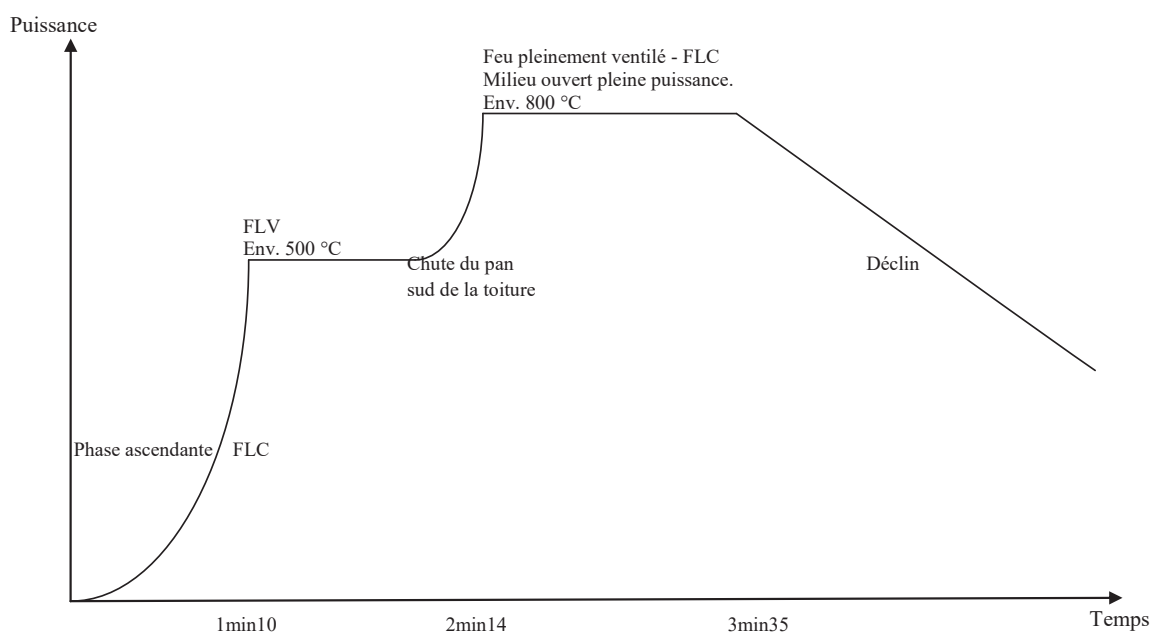 Puissance
Feu pleinement ventilé - FLC
Milieu ouvert pleine puissance.
Env. 800 °C
FLV
Env. 500 °C
Chute du pan
sud de la toiture
Déclin
Phase ascendante
FLC
1min10
2min14
3min35
Temps